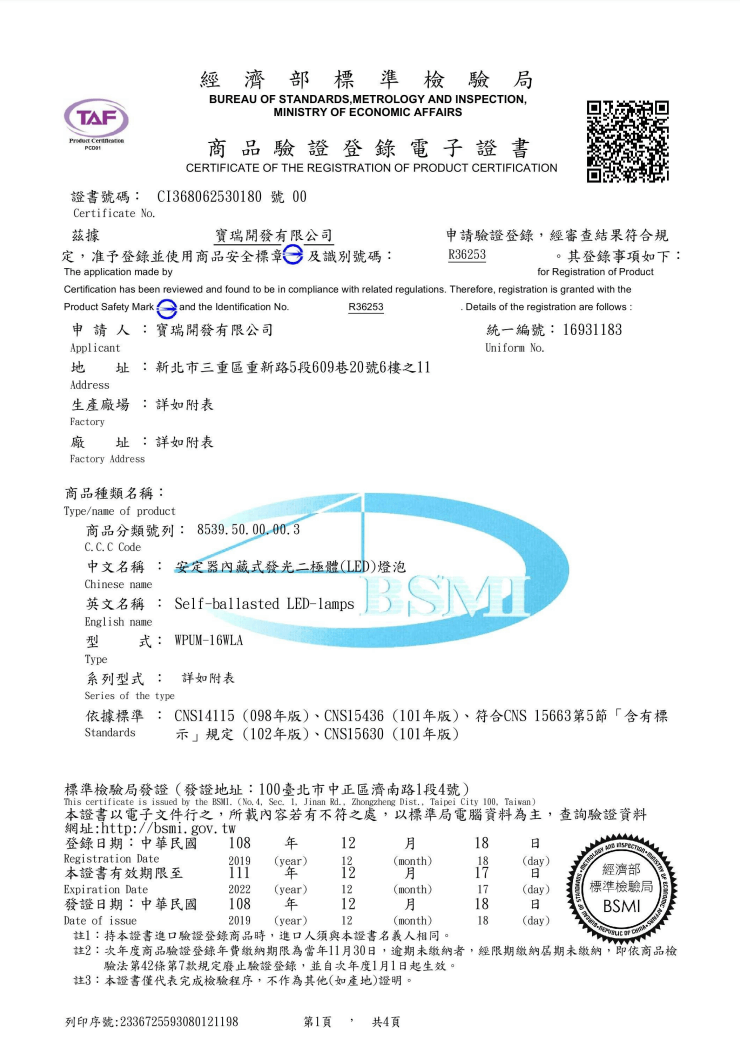 經濟部標準檢驗局
BUREAU OF STANDARDS,METROLOGY AND INSPECTION,
MINISTRY OF ECONOMIC AFFAIRS
TAF
Product Certification
PCD01
商品驗證登錄電子證書
CERTIFICATE OF THE REGISTRATION OF PRODUCT CERTIFICATION
證書號碼： CI368062530180 號 00
Certificate No.
茲據 寶瑞開發有限公司 申請驗證登錄，經審查結果符合規
定，准予登錄並使用商品安全標章 及識別號碼： R36253 。其登錄事項如下：
The application made by for Registration of Product
Certification has been reviewed and found to be in compliance with related regulations. Therefore, registration is granted with the
Product Safety Mark and the Identification No. R36253 . Details of the registration are follows :
申請人：寶瑞開發有限公司 統一編號：16931183
Applicant Uniform No.
地 址：新北市三重區重新路5段609巷20號6樓之11
Address
生產廠場：詳如附表
Factory
廠 址：詳如附表
Factory Address
商品種類名稱：
Type/name of product
商品分類號列： 8539.50.00.00.3
C.C.C Code
中文名稱 ： 安定器內藏式發光二極體(LED)燈泡
Chinese name
英文名稱 ： Self-ballasted LED-lamps
English name
BSMI
型 式： WPUM-16WLA
Type
系列型式 ： 詳如附表
Series of the type
依據標準 ： CNS14115 (098年版)、CNS15436 (101年版)、符合CNS 15663第5節「含有標
Standards 示」規定 (102年版)、CNS15630 (101年版)
標準檢驗局發證（發證地址：100臺北市中正區濟南路1段4號）
This certificate is issued by the BSMI. (No.4, Sec. 1, Jinan Rd., Zhongzheng Dist., Taipei City 100, Taiwan)
本證書以電子文件行之，所載內容若有不符之處，以標準局電腦資料為主，查詢驗證資料
網址:http://bsmi.gov.tw
登錄日期：中華民國 108 年 12 月 18 日
Registration Date 2019 (year) 12 (month) 18 (day)
本證書有效期限至 111 年 12 月 17 日
Expiration Date 2022 (year) 12 (month) 17 (day)
發證日期：中華民國 108 年 12 月 18 日
Date of issue 2019 (year) 12 (month) 18 (day)
BUREAU OF STANDARDS, METROLOGY AND INSPECTION, MINISTRY OF ECONOMIC AFFAIRS, REPUBLIC OF CHINA
經濟部
標準檢驗局
BSMI
註1：持本證書進口驗證登錄商品時，進口人須與本證書名義人相同。
註2：次年度商品驗證登錄年費繳納期限為當年11月30日，逾期未繳納者，經限期繳納屆期未繳納，即依商品檢
驗法第42條第7款規定廢止驗證登錄，並自次年度1月1日起生效。
註3：本證書僅代表完成檢驗程序，不作為其他(如產地)證明。
列印序號:2336725593080121198 第1頁 ， 共4頁